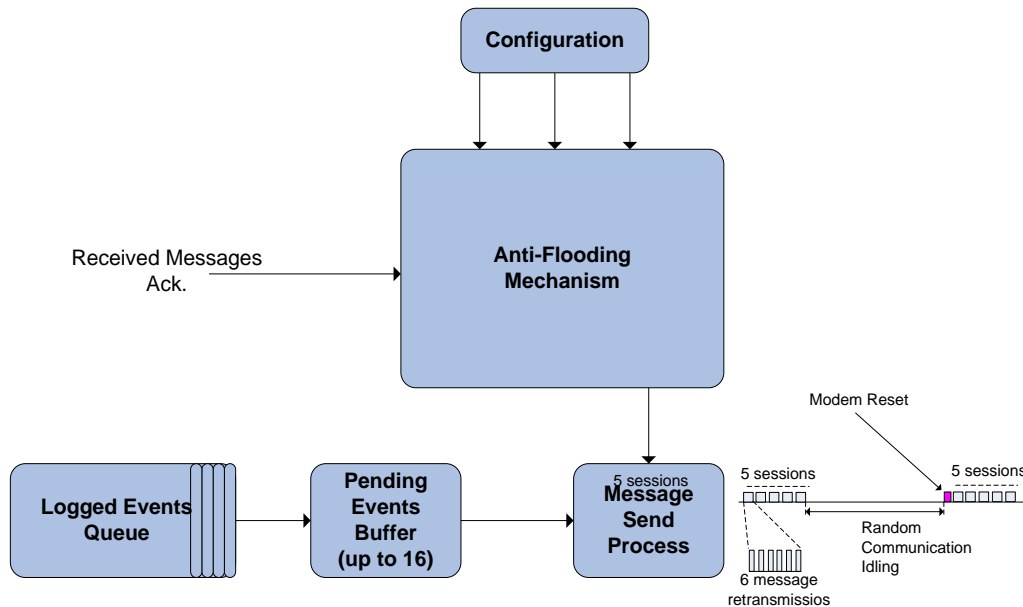 Configuration
Anti-Flooding
Mechanism
Received Messages
Ack.
Modem Reset
Logged Events
Queue
Pending
Events
Buffer
(up to 16)
5 sessions
Message
Send
Process
5 sessions
5 sessions
Random
Communication
Idling
6 message
retransmissios